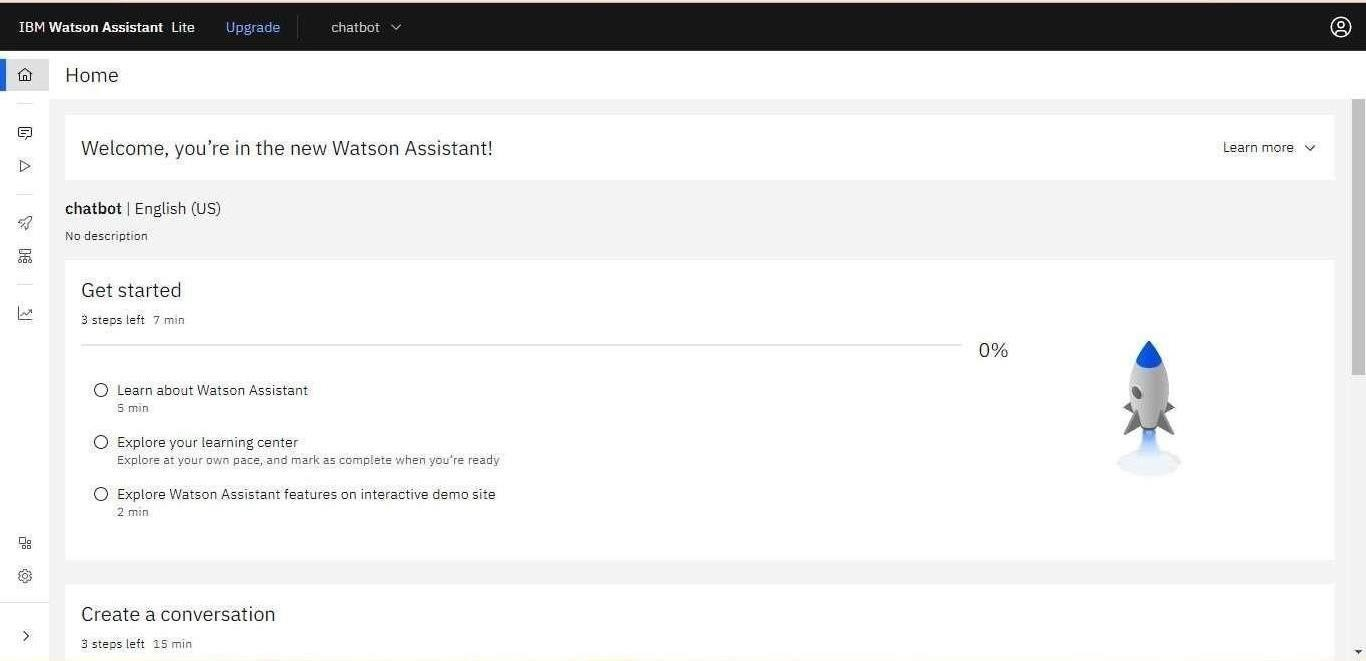 IBM Watson Assistant Lite Upgrade chatbot
Home
Welcome, you’re in the new Watson Assistant!
Learn more
chatbot | English (US)
No description
Get started
3 steps left 7 min
0%
Learn about Watson Assistant
5 min
Explore your learning center
Explore at your own pace, and mark as complete when you’re ready
Explore Watson Assistant features on interactive demo site
2 min
Create a conversation
3 steps left 15 min